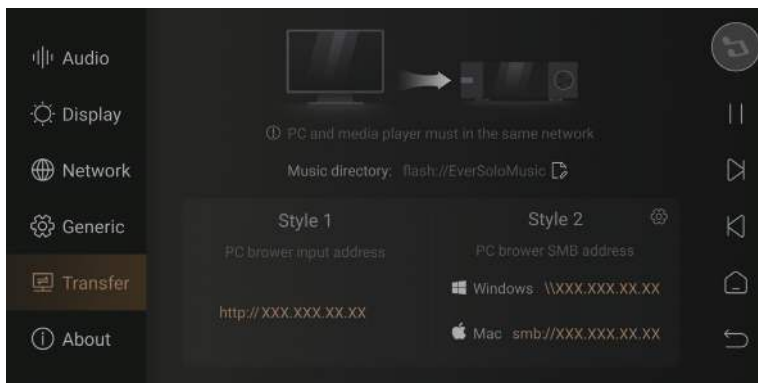 Audio
Display
Network
Generic
Transfer
About
PC and media player must in the same network
Music directory: flash://EverSoloMusic
Style 1
PC brower input address
http://XXX.XXX.XX.XX
Style 2
PC brower SMB address
Windows \\XXX.XXX.XX.XX
Mac smb://XXX.XXX.XX.XX